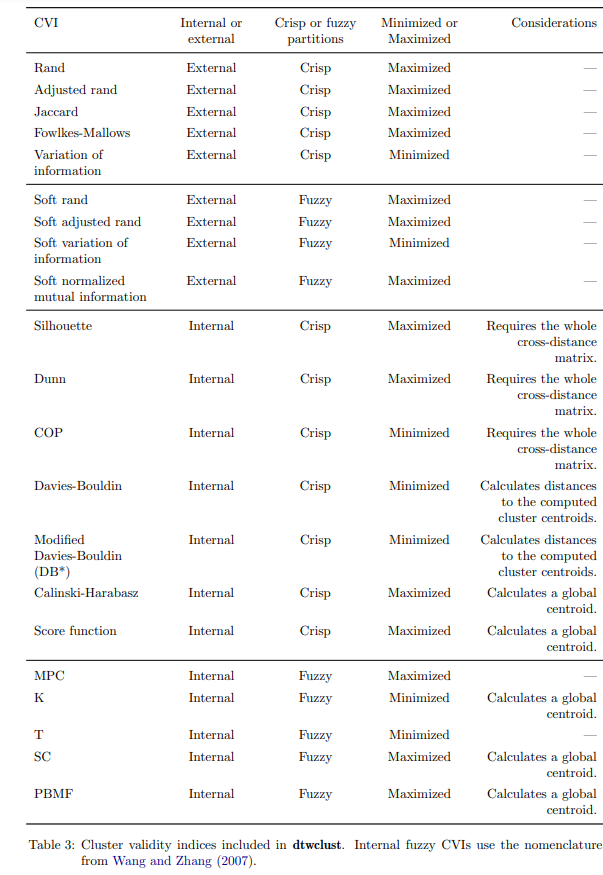 CVI Internal or Crisp or fuzzy Minimized or Considerations
external partitions Maximized
Rand External Crisp Maximized —
Adjusted rand External Crisp Maximized —
Jaccard External Crisp Maximized —
Fowlkes-Mallows External Crisp Maximized —
Variation of External Crisp Minimized —
information
Soft rand External Fuzzy Maximized —
Soft adjusted rand External Fuzzy Maximized —
Soft variation of External Fuzzy Minimized —
information
Soft normalized External Fuzzy Maximized —
mutual information
Silhouette Internal Crisp Maximized Requires the whole
cross-distance
matrix.
Dunn Internal Crisp Maximized Requires the whole
cross-distance
matrix.
COP Internal Crisp Minimized Requires the whole
cross-distance
matrix.
Davies-Bouldin Internal Crisp Minimized Calculates distances
to the computed
cluster centroids.
Modified Internal Crisp Minimized Calculates distances
Davies-Bouldin to the computed
(DB*) cluster centroids.
Calinski-Harabasz Internal Crisp Maximized Calculates a global
centroid.
Score function Internal Crisp Maximized Calculates a global
centroid.
MPC Internal Fuzzy Maximized —
K Internal Fuzzy Minimized Calculates a global
centroid.
T Internal Fuzzy Minimized —
SC Internal Fuzzy Maximized Calculates a global
centroid.
PBMF Internal Fuzzy Maximized Calculates a global
centroid.
Table 3: Cluster validity indices included in dtwclust. Internal fuzzy CVIs use the nomenclature
from Wang and Zhang (2007).